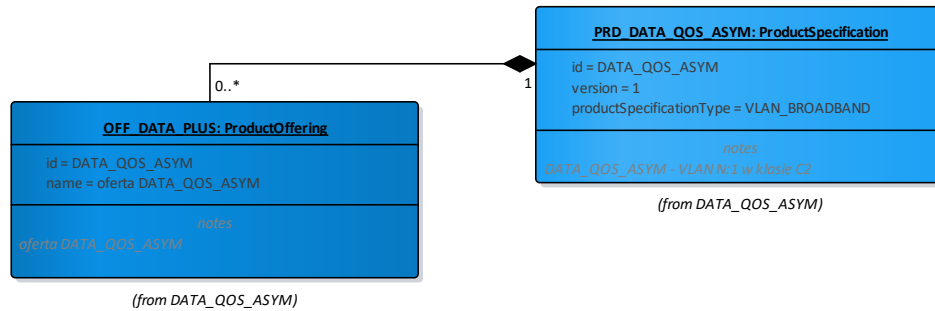 PRD_DATA_QOS_ASYM: ProductSpecification
id = DATA_QOS_ASYM
version = 1
productSpecificationType = VLAN_BROADBAND
notes
DATA_QOS_ASYM - VLAN N:1 w klasie C2
(from DATA_QOS_ASYM)
0..*
1
OFF_DATA_PLUS: ProductOffering
id = DATA_QOS_ASYM
name = oferta DATA_QOS_ASYM
notes
oferta DATA_QOS_ASYM
(from DATA_QOS_ASYM)